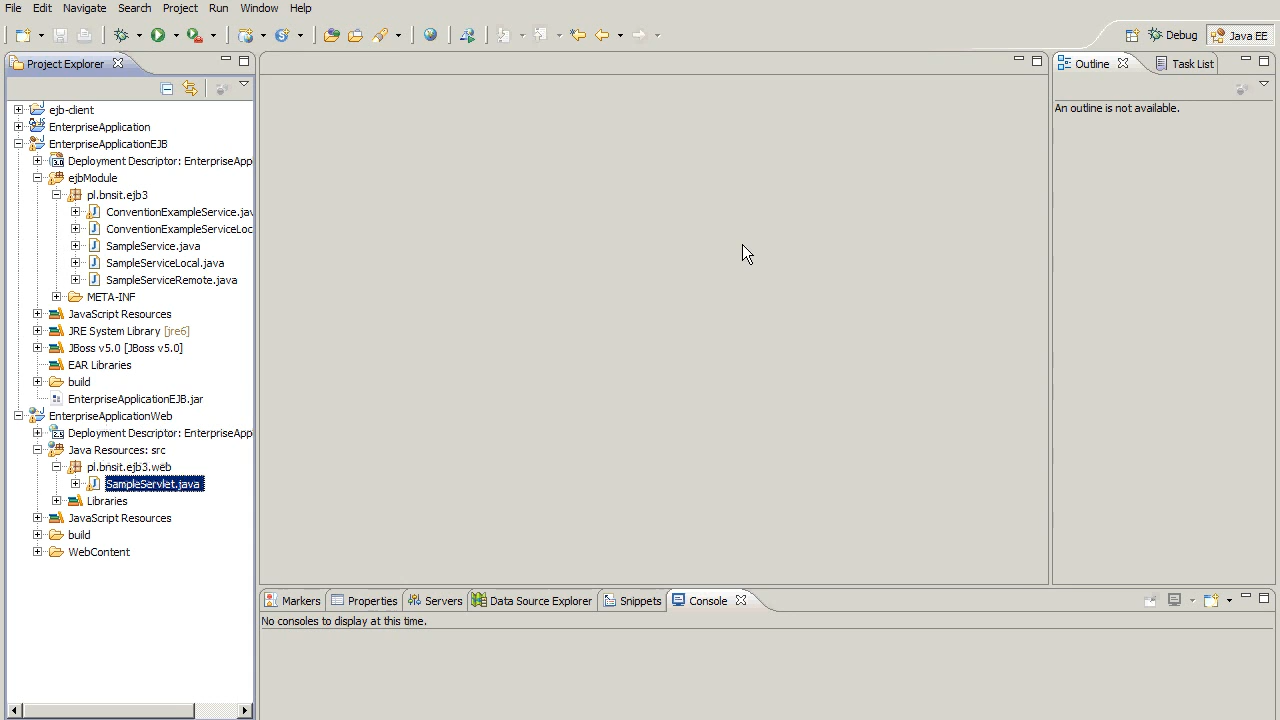 File Edit Navigate Search Project Run Window Help
Debug Java EE
Project Explorer
ejb-client
EnterpriseApplication
EnterpriseApplicationEJB
Deployment Descriptor: EnterpriseApp
ejbModule
pl.bnsit.ejb3
ConventionExampleService.jav
ConventionExampleServiceLoc
SampleService.java
SampleServiceLocal.java
SampleServiceRemote.java
META-INF
JavaScript Resources
JRE System Library [jre6]
JBoss v5.0 [JBoss v5.0]
EAR Libraries
build
EnterpriseApplicationEJB.jar
EnterpriseApplicationWeb
Deployment Descriptor: EnterpriseApp
Java Resources: src
pl.bnsit.ejb3.web
SampleServlet.java
Libraries
JavaScript Resources
build
WebContent
Outline Task List
An outline is not available.
Markers Properties Servers Data Source Explorer Snippets Console
No consoles to display at this time.